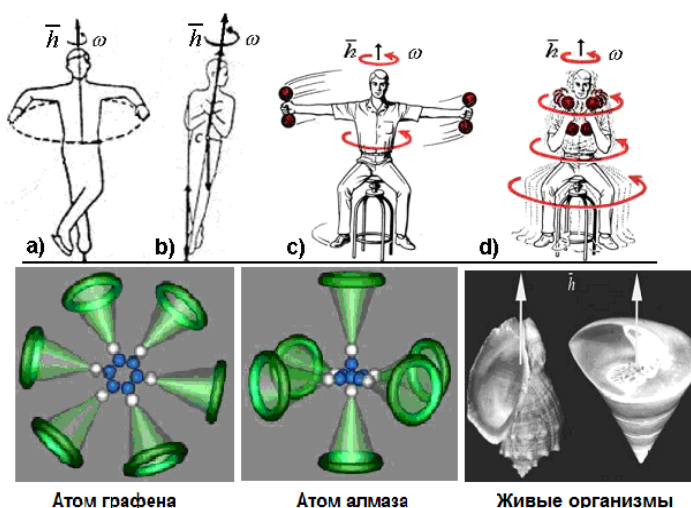 h̄ ω h̄ ω h̄ ω h̄ ω
a) b) c) d)
h̄
Атом графена Атом алмаза Живые организмы